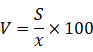 V = S/x × 100